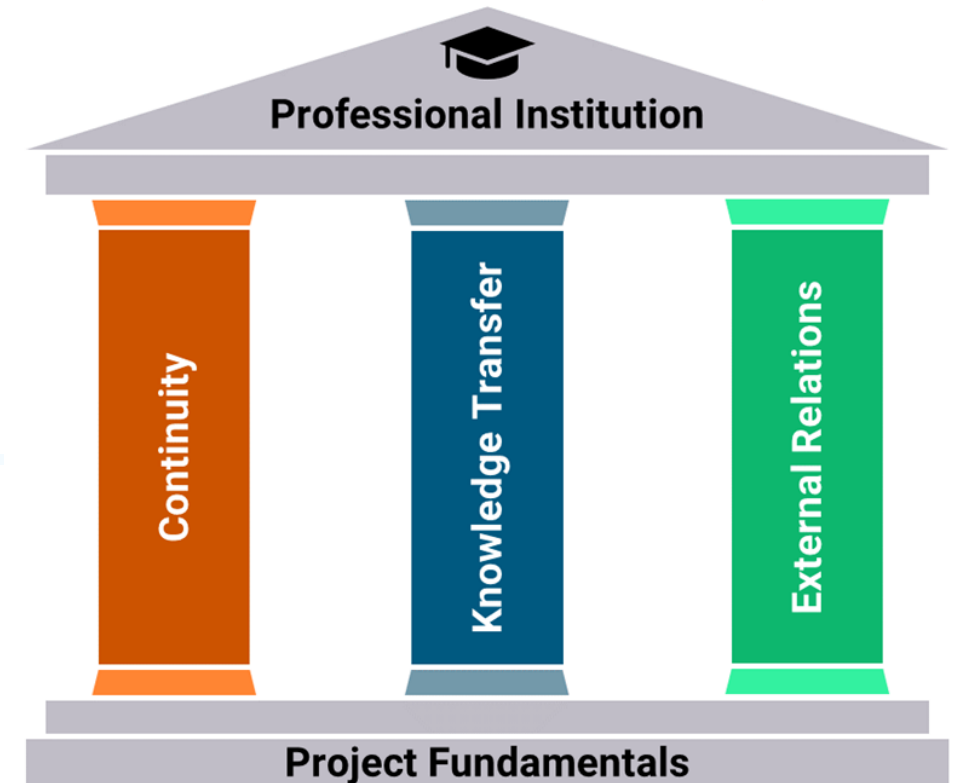 Professional Institution
Continuity
Knowledge Transfer
External Relations
Project Fundamentals